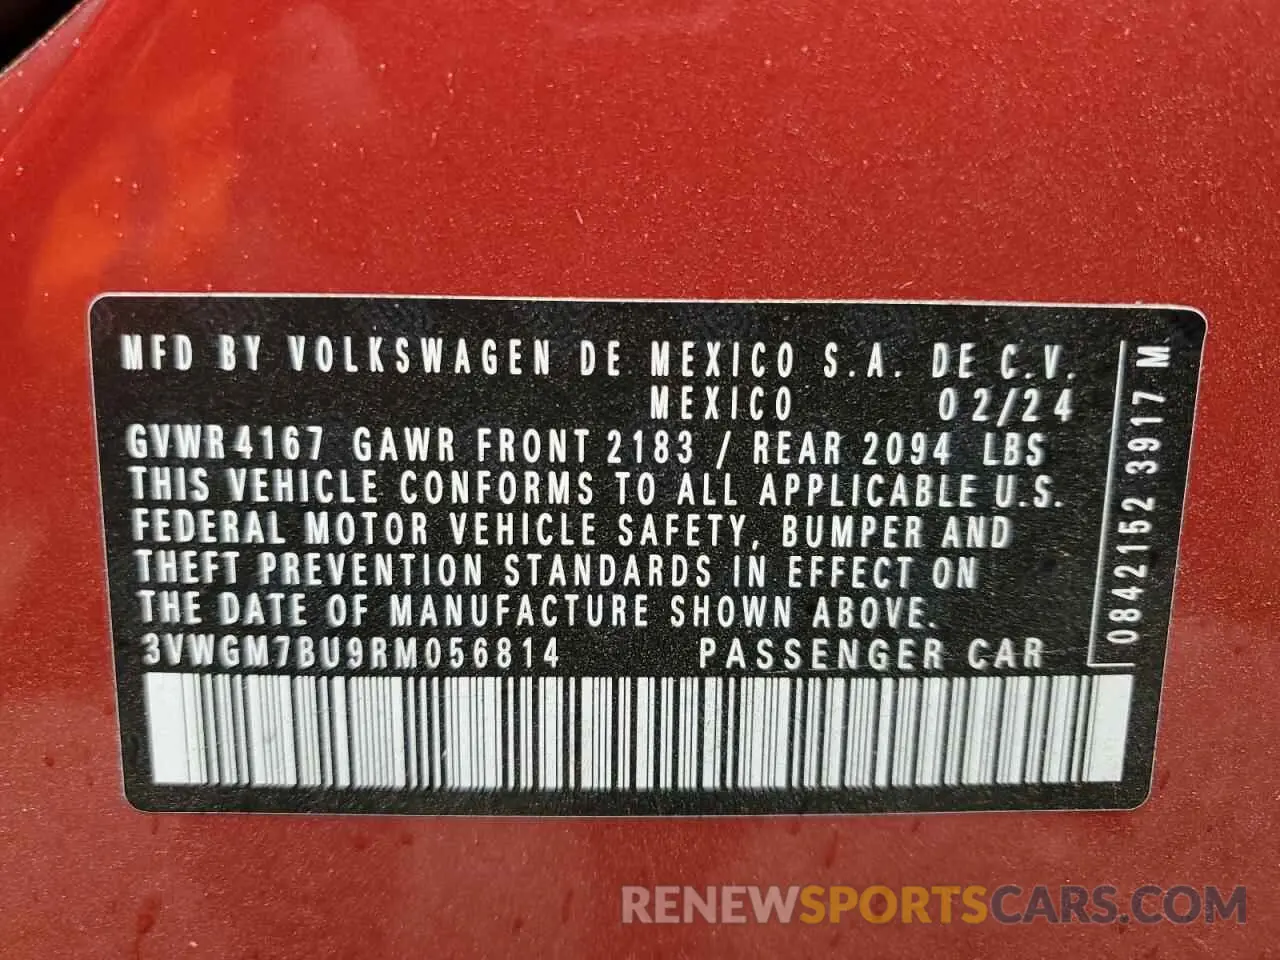 MFD BY VOLKSWAGEN DE MEXICO S.A. DE C.V.
MEXICO 02/24
GVWR 4167 GAWR FRONT 2183 / REAR 2094 LBS
THIS VEHICLE CONFORMS TO ALL APPLICABLE U.S.
FEDERAL MOTOR VEHICLE SAFETY, BUMPER AND
THEFT PREVENTION STANDARDS IN EFFECT ON
THE DATE OF MANUFACTURE SHOWN ABOVE.
3VWGM7BU9RM056814 PASSENGER CAR
0842152 3917 M
RENEWSPORTSCARS.COM